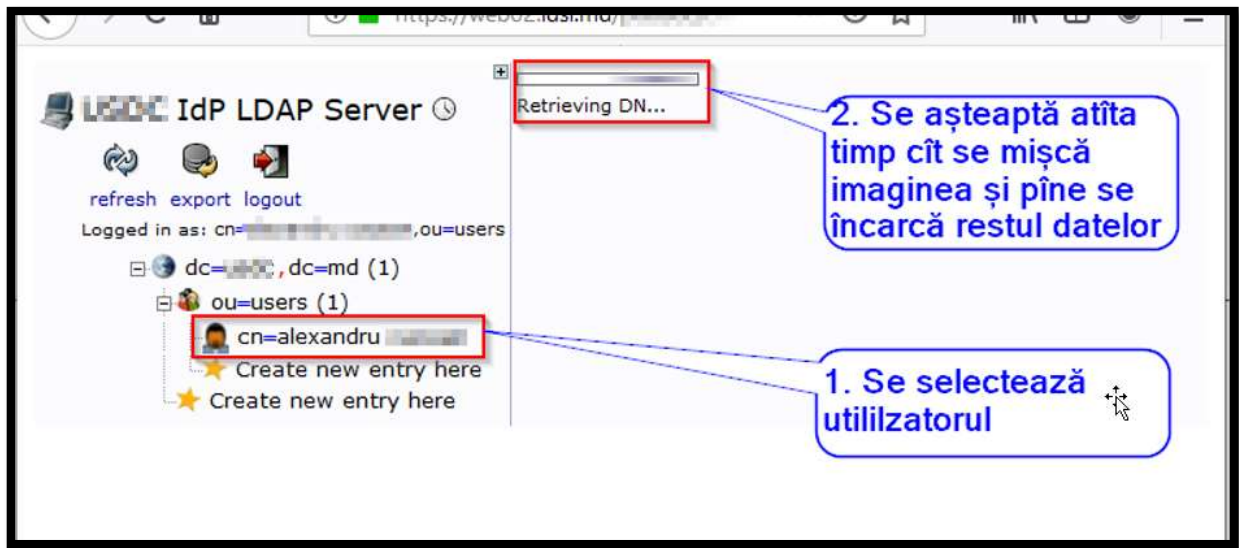 https://web02.idsi.md/
IdP LDAP Server
Retrieving DN...
refresh export logout
Logged in as: cn= ,ou=users
dc= ,dc=md (1)
ou=users (1)
cn=alexandru
Create new entry here
Create new entry here
2. Se așteaptă atîta
timp cît se mișcă
imaginea și pîne se
încarcă restul datelor
1. Se selectează
utililzatorul